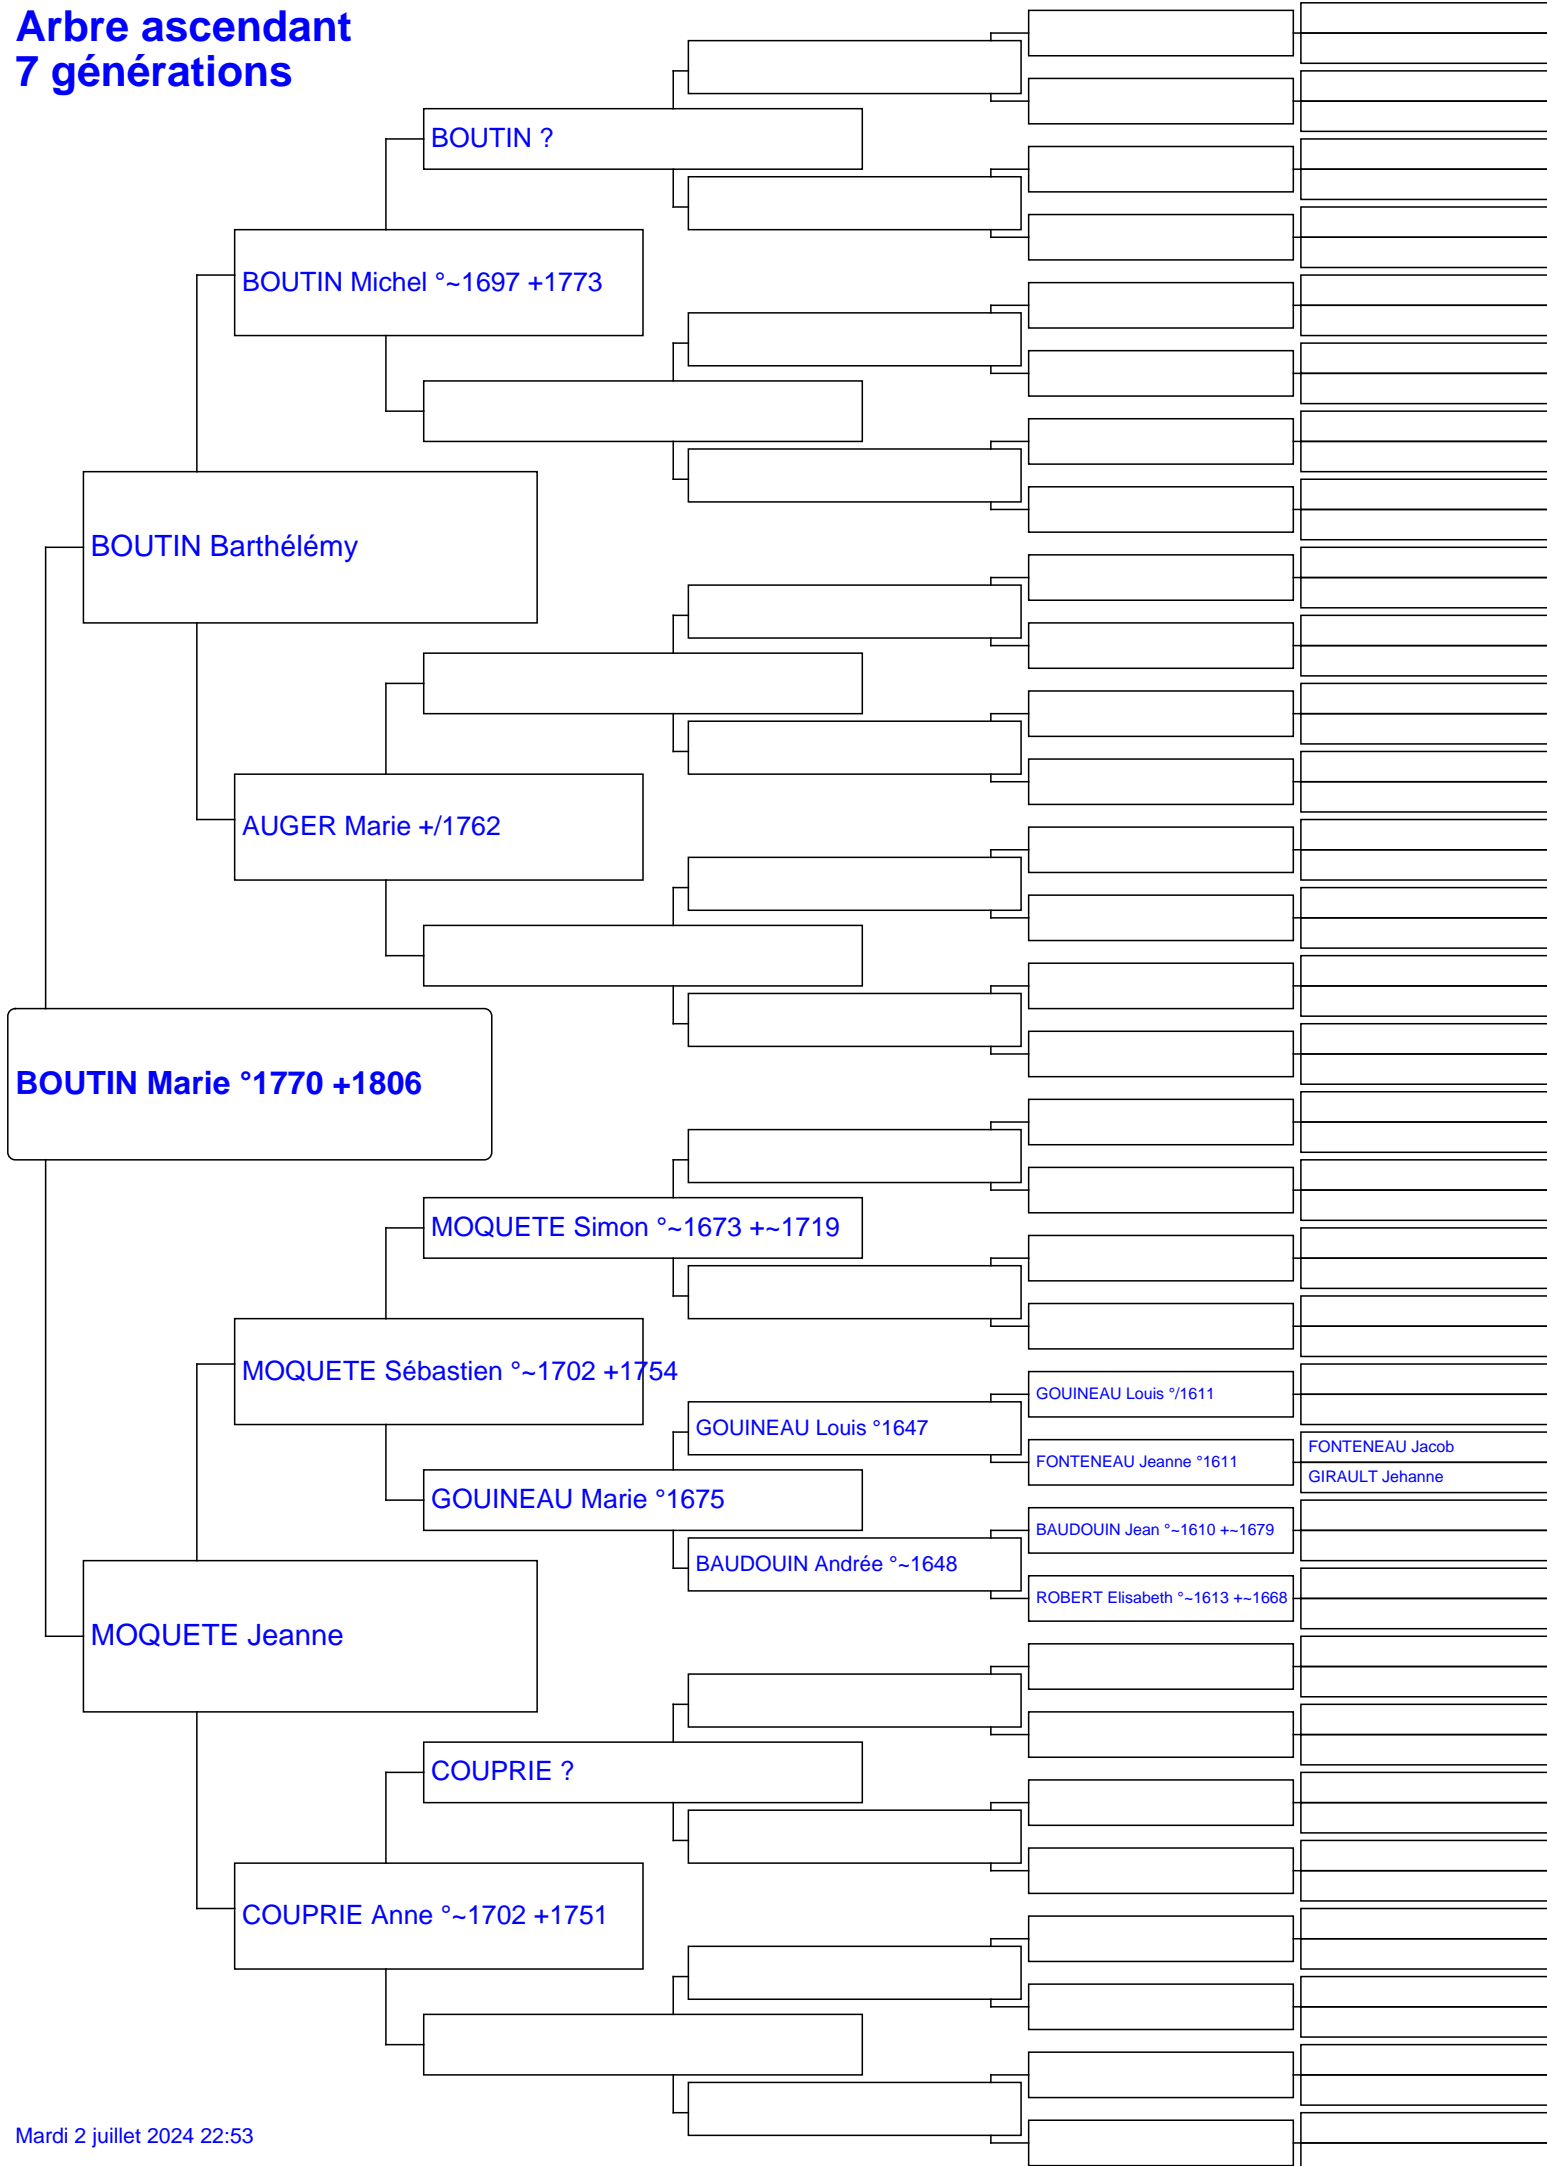 Arbre ascendant
7 générations
BOUTIN ?
BOUTIN Michel °~1697 +1773
BOUTIN Barthélémy
AUGER Marie +/1762
BOUTIN Marie °1770 +1806
MOQUETE Simon °~1673 +~1719
MOQUETE Sébastien °~1702 +1754
GOUINEAU Louis °/1611
GOUINEAU Louis °1647
FONTENEAU Jacob
FONTENEAU Jeanne °1611
GIRAULT Jehanne
GOUINEAU Marie °1675
BAUDOUIN Jean °~1610 +~1679
BAUDOUIN Andrée °~1648
ROBERT Elisabeth °~1613 +~1668
MOQUETE Jeanne
COUPRIE ?
COUPRIE Anne °~1702 +1751
Mardi 2 juillet 2024 22:53